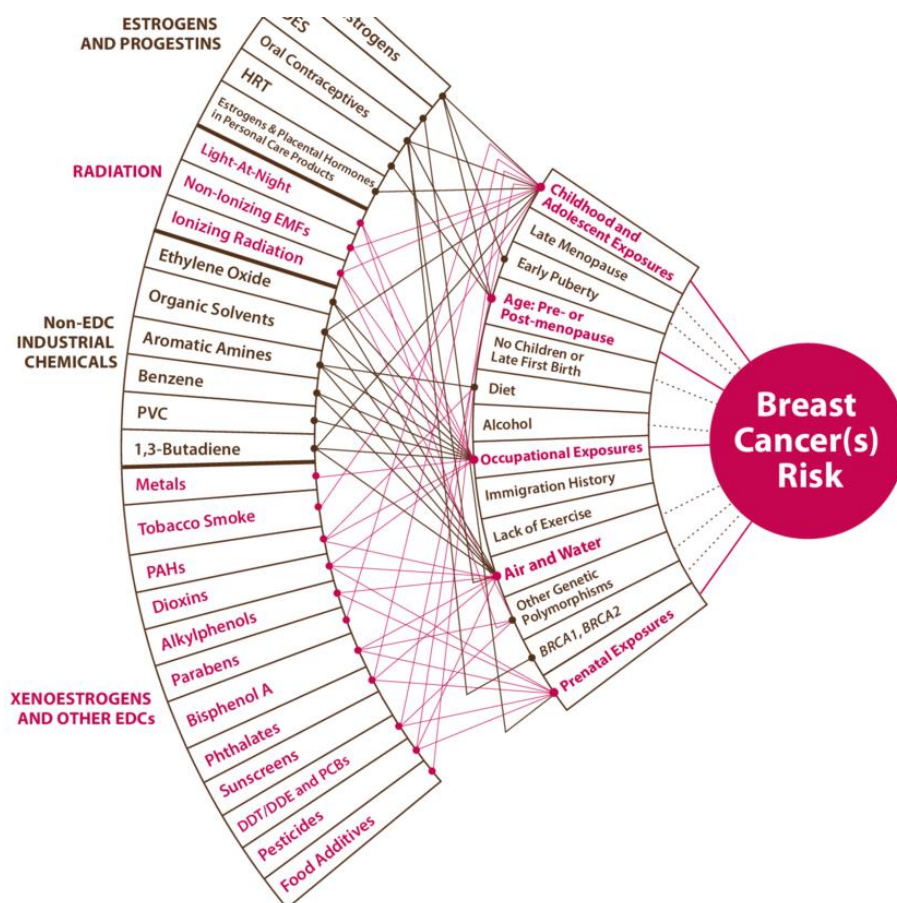 ESTROGENS
AND PROGESTINS
strogens
ES
Oral Contraceptives
HRT
Estrogens & Placental Hormones
in Personal Care Products
RADIATION
Light-At-Night
Non-Ionizing EMFs
Ionizing Radiation
Non-EDC
INDUSTRIAL
CHEMICALS
Ethylene Oxide
Organic Solvents
Aromatic Amines
Benzene
PVC
1,3-Butadiene
XENOESTROGENS
AND OTHER EDCs
Metals
Tobacco Smoke
PAHs
Dioxins
Alkylphenols
Parabens
Bisphenol A
Phthalates
Sunscreens
DDT/DDE and PCBs
Pesticides
Food Additives
Childhood and
Adolescent Exposures
Late Menopause
Early Puberty
Age: Pre- or
Post-menopause
No Children or
Late First Birth
Diet
Alcohol
Occupational Exposures
Immigration History
Lack of Exercise
Air and Water
Other Genetic
Polymorphisms
BRCA1, BRCA2
Prenatal Exposures
Breast
Cancer(s)
Risk